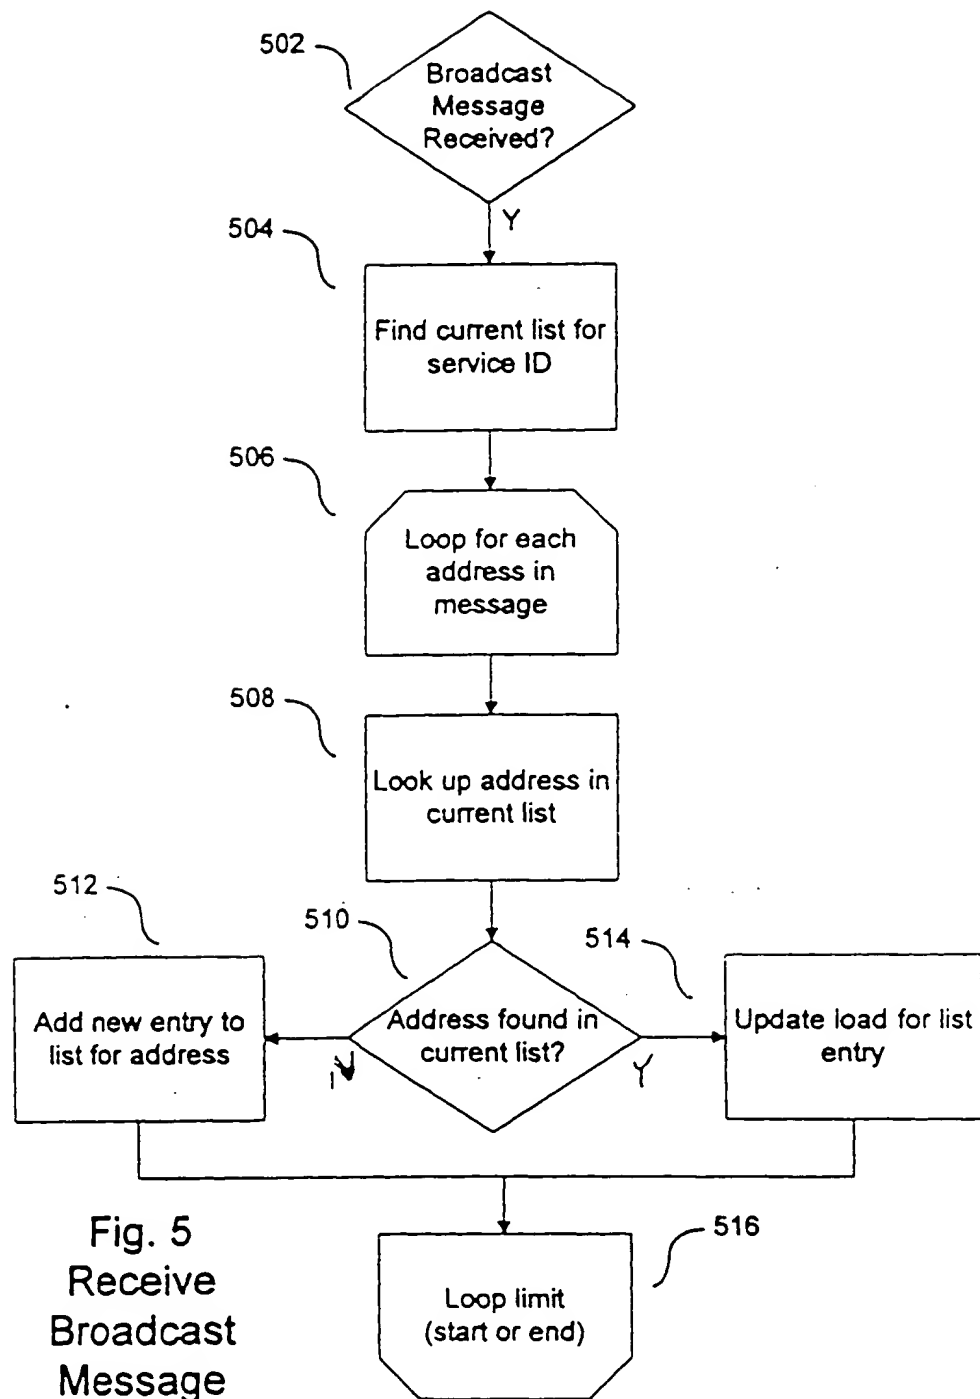 502
Broadcast
Message
Received?
Y
504
Find current list for
service ID
506
Loop for each
address in
message
508
Look up address in
current list
512
510
514
Add new entry to
list for address
Address found in
current list?
Update load for list
entry
N
Y
516
Loop limit
(start or end)
Fig. 5
Receive
Broadcast
Message